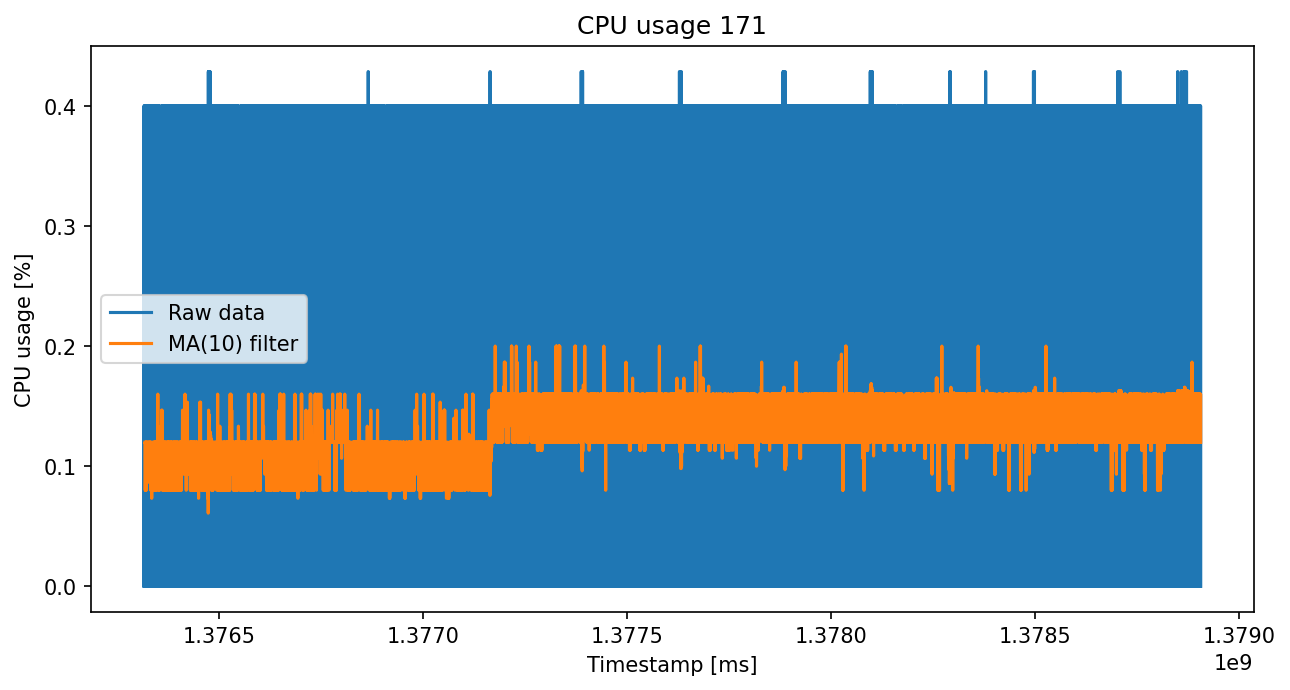 CPU usage 171
CPU usage [%]
0.4
0.3
0.2
0.1
0.0
Raw data
MA(10) filter
1.3765
1.3770
1.3775
1.3780
1.3785
1.3790
1e9
Timestamp [ms]